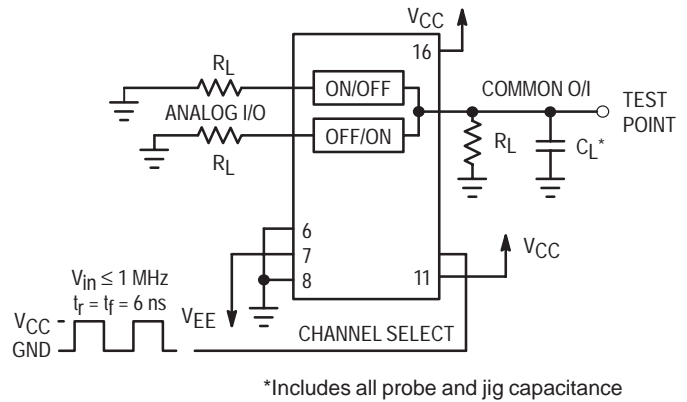 VCC
16
RL
ON/OFF
COMMON O/I
TEST
POINT
ANALOG I/O
OFF/ON
RL
RL
CL*
6
7
8
11
VCC
VEE
Vin ≤ 1 MHz
tr = tf = 6 ns
VCC
GND
CHANNEL SELECT
*Includes all probe and jig capacitance